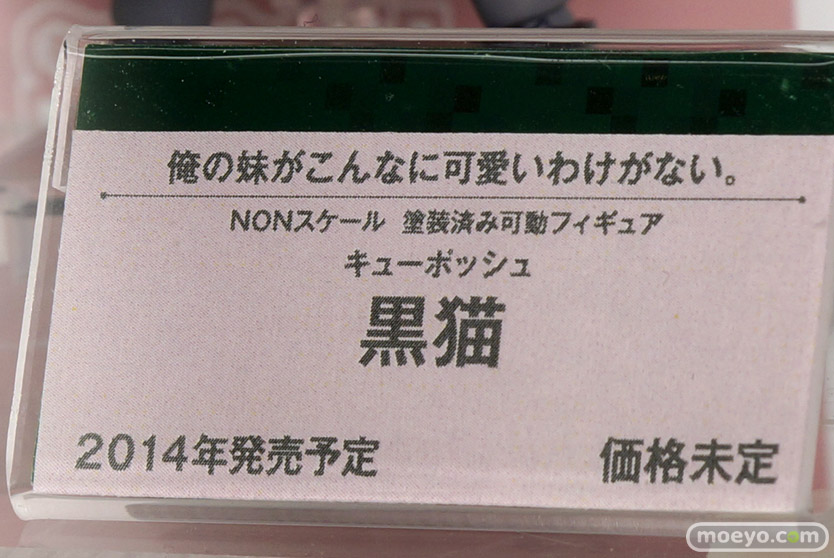 俺の妹がこんなに可愛いわけがない。
NONスケール 塗装済み可動フィギュア
キューポッシュ
黒猫
2014年発売予定 価格未定
moeyo.com